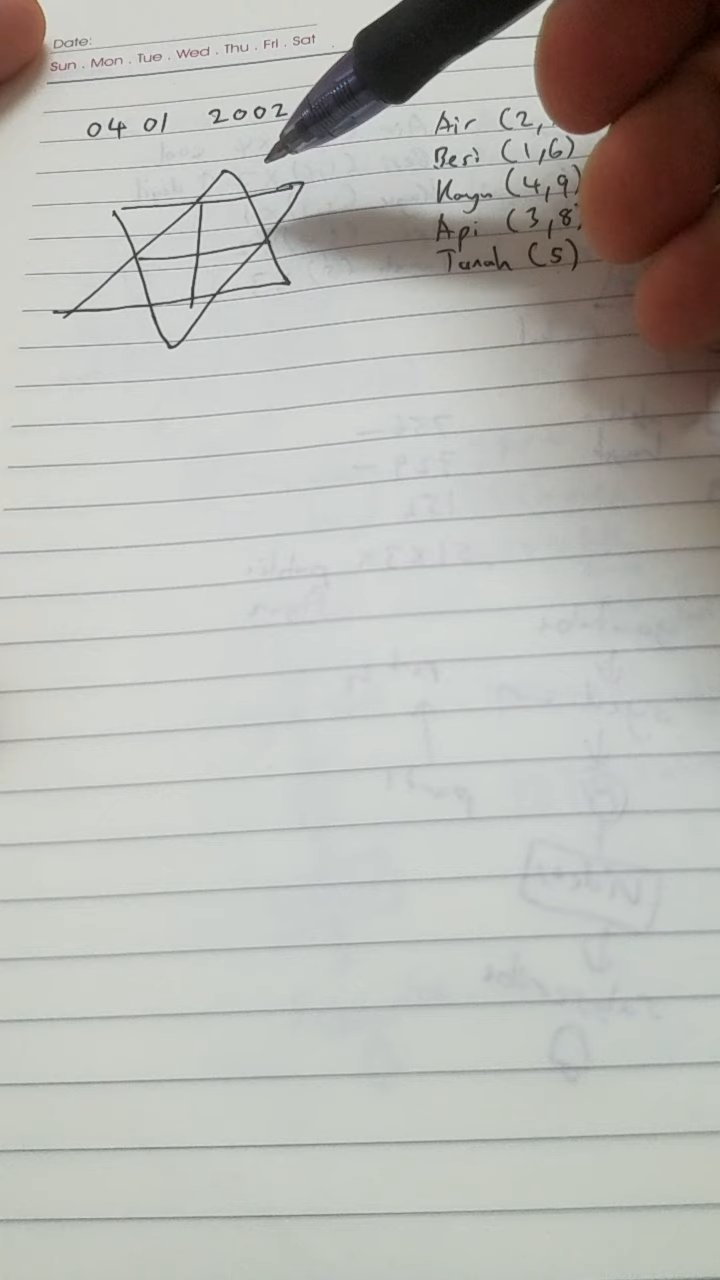 Date:
Sun . Mon . Tue . Wed . Thu . Fri . Sat
04 01 2002
Air (2,
Besi (1,6)
Kayu (4,9)
Api (3,8)
Tanah (5)